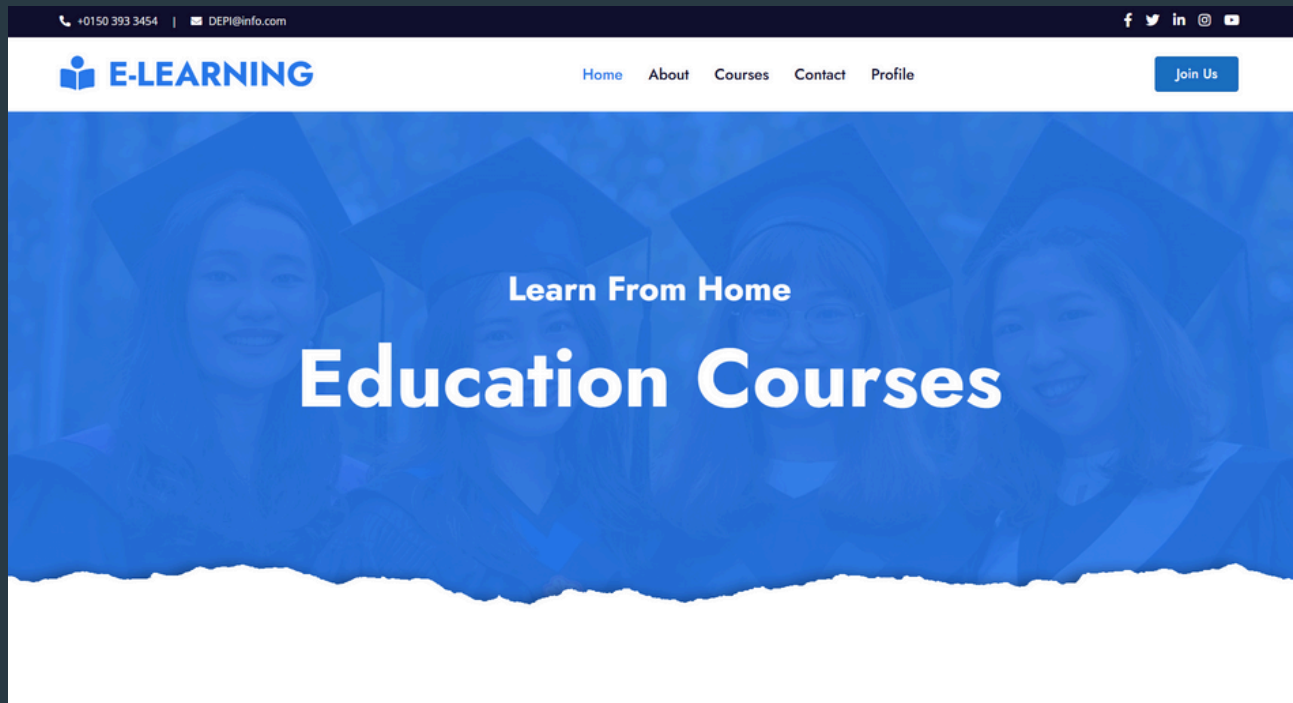 +0150 393 3454 | DEPI@info.com
E-LEARNING
Home About Courses Contact Profile
Join Us
Learn From Home
Education Courses